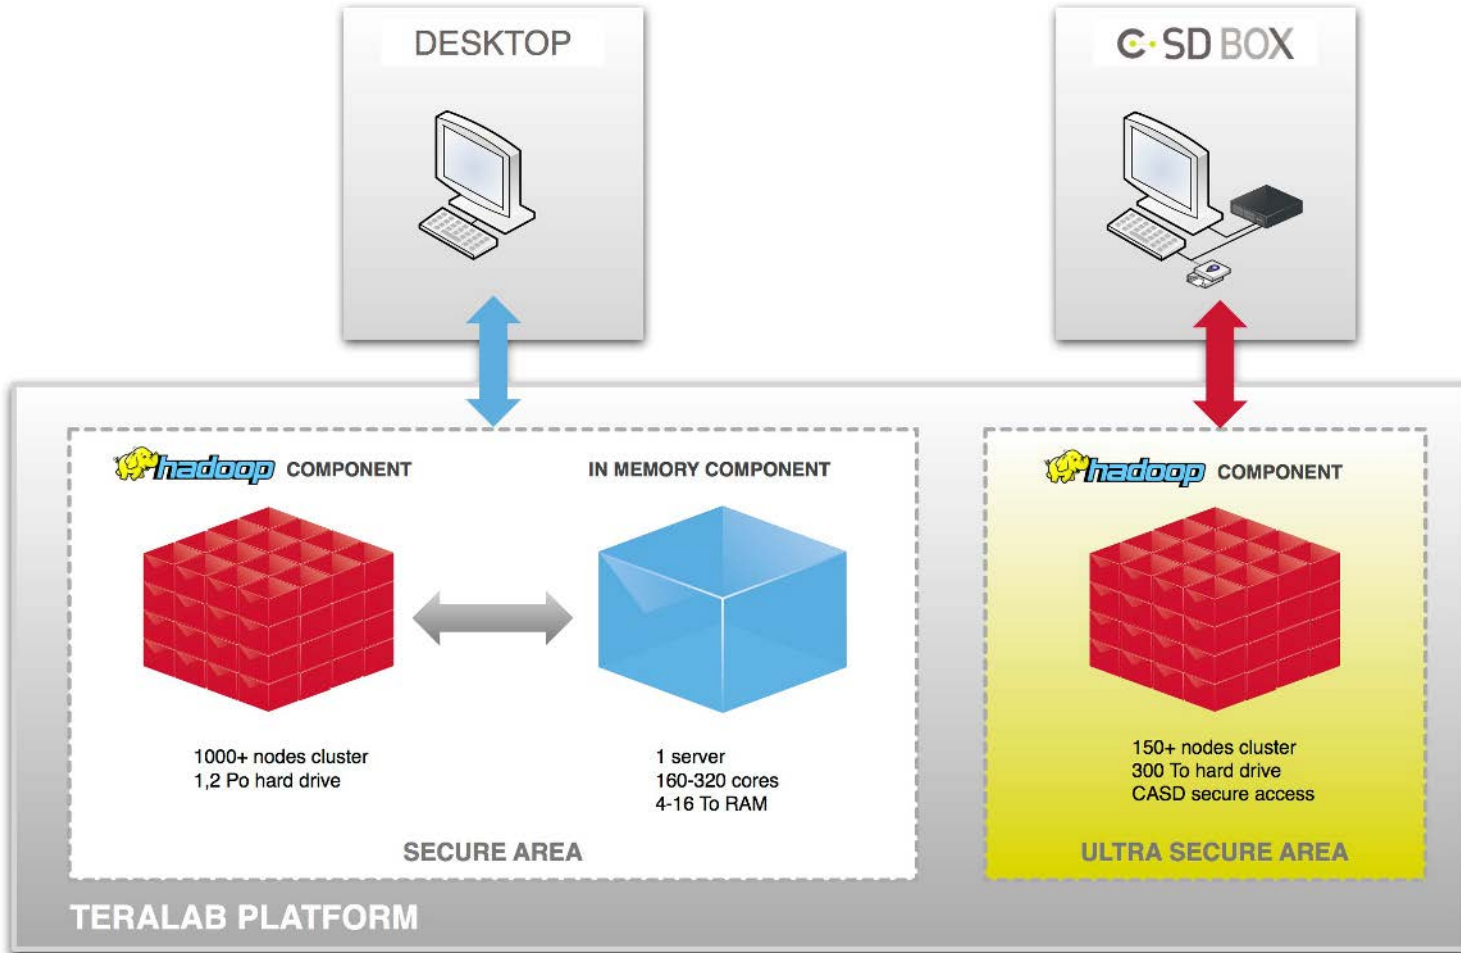 DESKTOP
C·SD BOX
hadoop COMPONENT
IN MEMORY COMPONENT
1000+ nodes cluster
1,2 Po hard drive
1 server
160-320 cores
4-16 To RAM
SECURE AREA
hadoop COMPONENT
150+ nodes cluster
300 To hard drive
CASD secure access
ULTRA SECURE AREA
TERALAB PLATFORM